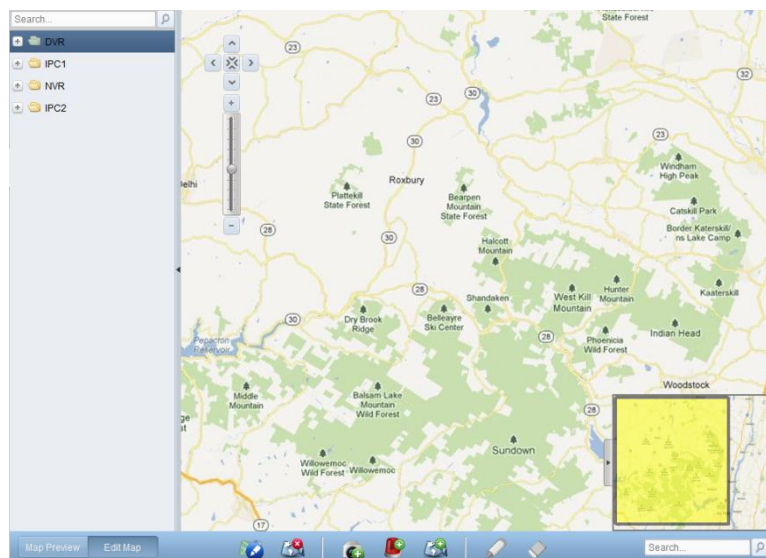 Search...
DVR
IPC1
NVR
IPC2
State Forest
23
32
30
23
30
23
Windham
High Peak
Roxbury
Plattekill
State Forest
Bearpen
Mountain
State Forest
Catskill Park
28
30
Border Katerskill/
ns Lake Camp
Halcott
Mountain
28
Shandaken
West Kill
Mountain
Hunter
Mountain
Kaaterskill
30
Dry Brook
Ridge
Belleayre
Ski Center
28
Phoenicia
Wild Forest
Indian Head
Pepacton
Reservoir
Woodstock
Middle
Mountain
Balsam Lake
Mountain
Wild Forest
28
Sundown
Willowemoc
Wild Forest
Willowemoc
17
Map Preview
Edit Map
Search...